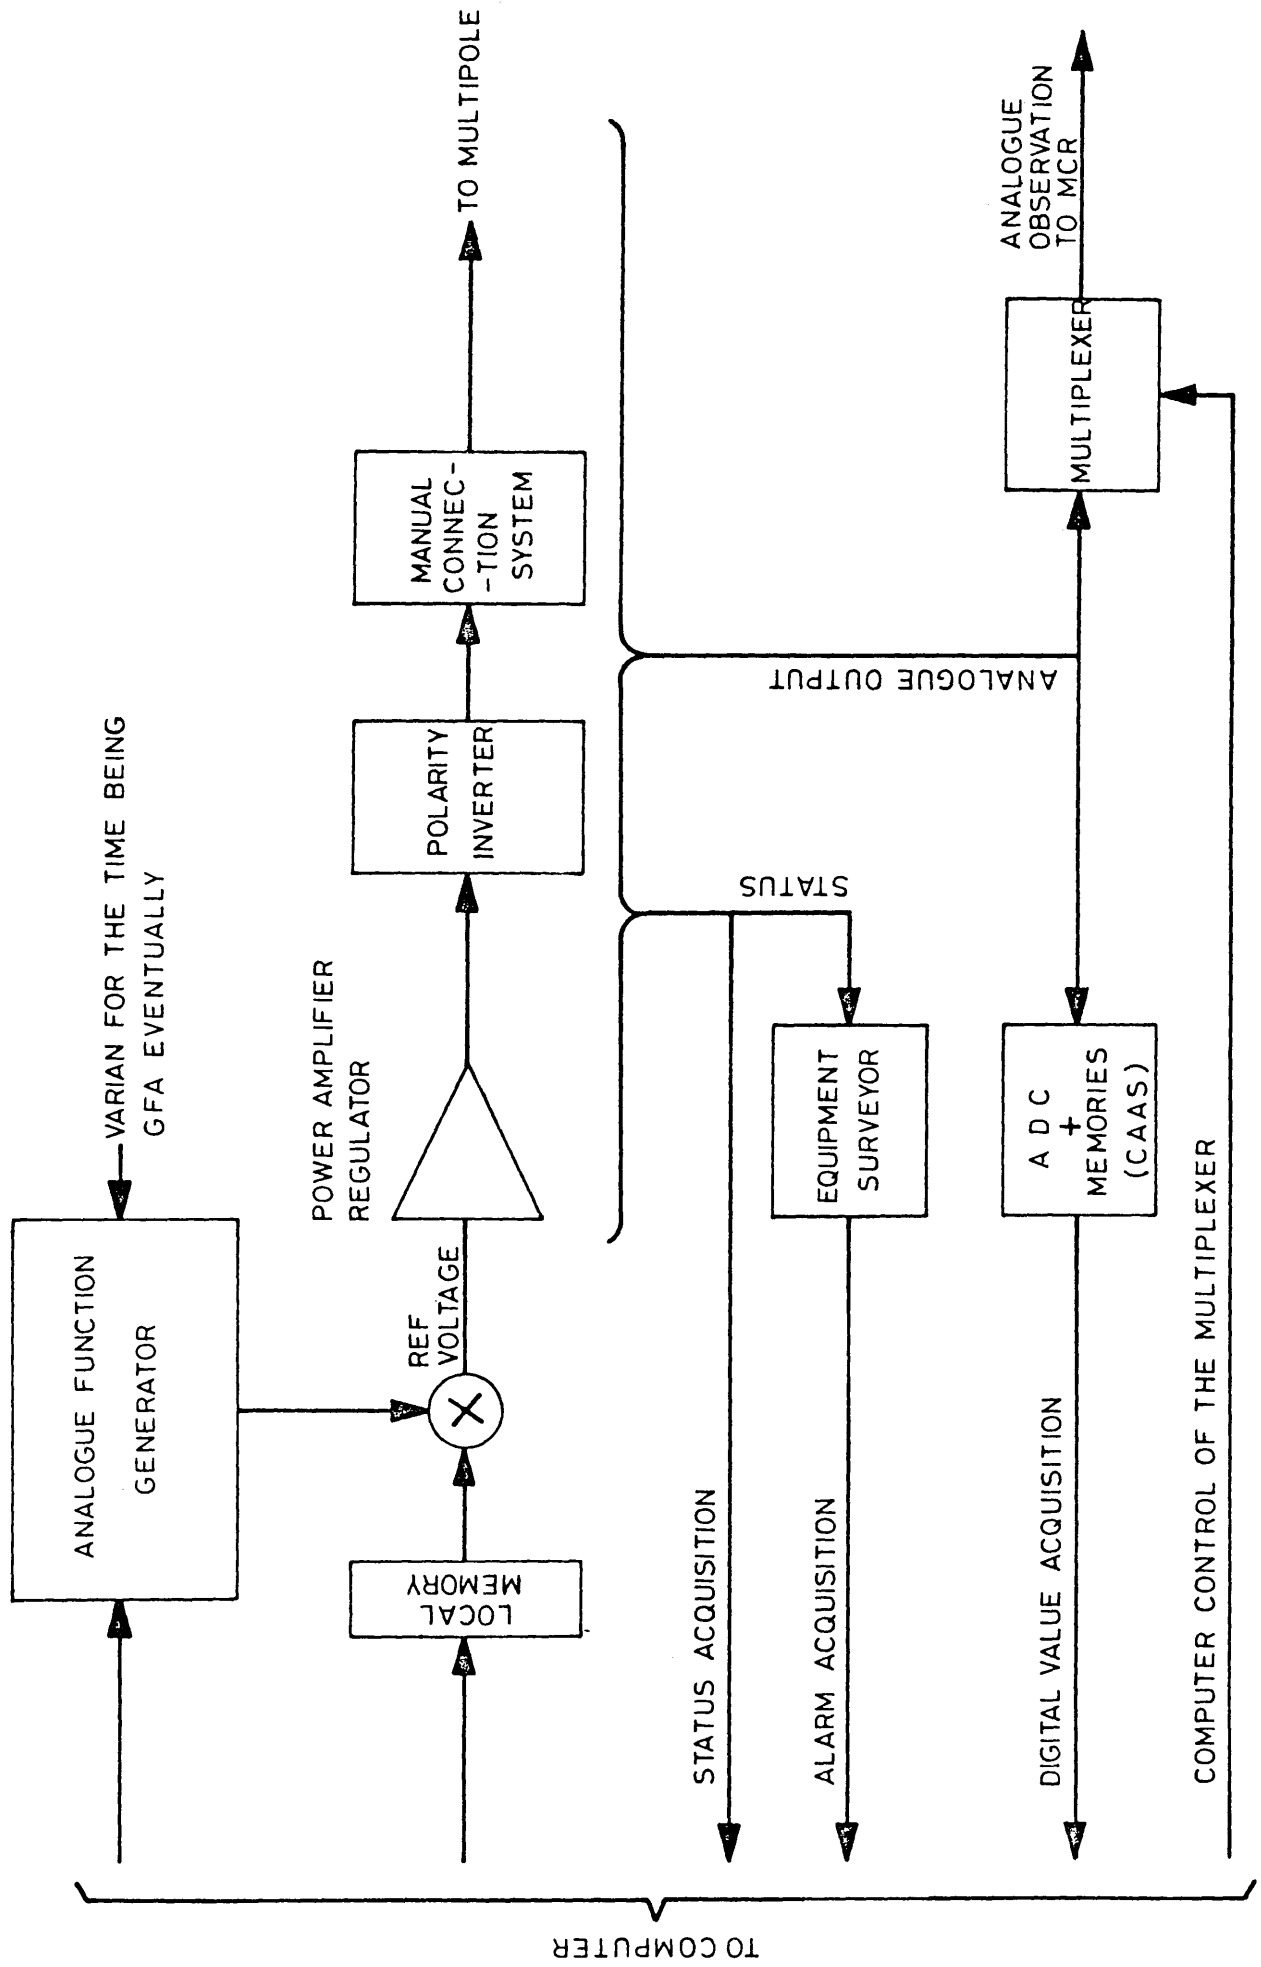 VARIAN FOR THE TIME BEING
GFA EVENTUALLY
ANALOGUE FUNCTION
GENERATOR
POWER AMPLIFIER
REGULATOR
LOCAL
MEMORY
REF
VOLTAGE
POLARITY
INVERTER
MANUAL
CONNEC-
-TION
SYSTEM
TO MULTIPOLE
STATUS
ANALOGUE OUTPUT
STATUS ACQUISITION
ALARM ACQUISITION
EQUIPMENT
SURVEYOR
DIGITAL VALUE ACQUISITION
A D C
+
MEMORIES
(CAAS)
MULTIPLEXER
ANALOGUE
OBSERVATION
TO MCR
COMPUTER CONTROL OF THE MULTIPLEXER
TO COMPUTER